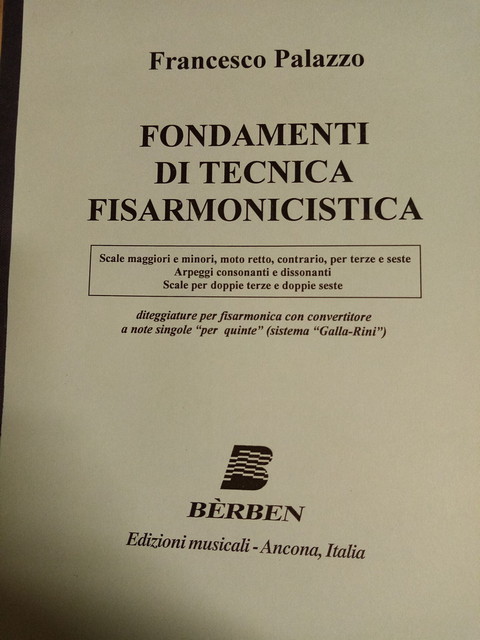 Francesco Palazzo
FONDAMENTI
DI TECNICA
FISARMONICISTICA
Scale maggiori e minori, moto retto, contrario, per terze e seste
Arpeggi consonanti e dissonanti
Scale per doppie terze e doppie seste
diteggiature per fisarmonica con convertitore
a note singole "per quinte" (sistema "Galla-Rini")
B
BÈRBEN
Edizioni musicali - Ancona, Italia